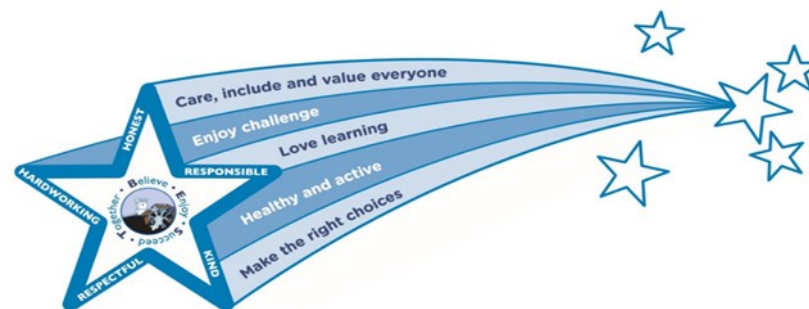 Care, include and value everyone
Enjoy challenge
Love learning
Healthy and active
Make the right choices
HONEST
RESPONSIBLE
KIND
RESPECTFUL
HARDWORKING
Believe • Enjoy • Succeed • Together •